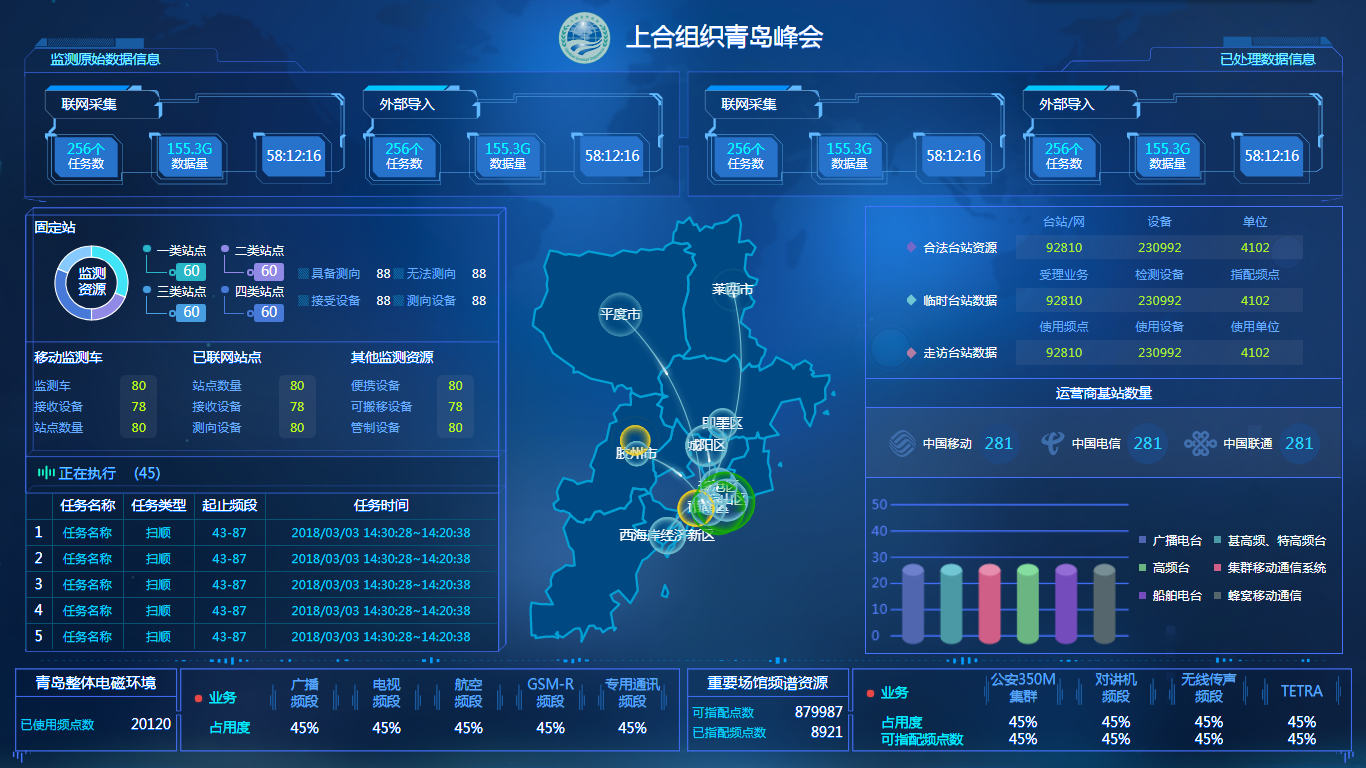 上合组织青岛峰会
监测原始数据信息
已处理数据信息
联网采集
外部导入
联网采集
外部导入
256个 155.3G 58:12:16
任务数 数据量
256个 155.3G 58:12:16
任务数 数据量
256个 155.3G 58:12:16
任务数 数据量
256个 155.3G 58:12:16
任务数 数据量
固定站
监测
资源
一类站点 60
二类站点 60
三类站点 60
四类站点 60
具备测向 88 无法测向 88
接受设备 88 测向设备 88
移动监测车
监测车 80
接收设备 78
站点数量 80
已联网站点
站点数量 80
接收设备 78
测向设备 80
其他监测资源
便携设备 80
可搬移设备 78
管制设备 80
正在执行 (45)
任务名称 任务类型 起止频段 任务时间
1 任务名称 扫顺 43-87 2018/03/03 14:30:28~14:20:38
2 任务名称 扫顺 43-87 2018/03/03 14:30:28~14:20:38
3 任务名称 扫顺 43-87 2018/03/03 14:30:28~14:20:38
4 任务名称 扫顺 43-87 2018/03/03 14:30:28~14:20:38
5 任务名称 扫顺 43-87 2018/03/03 14:30:28~14:20:38
莱西市
平度市
即墨区
城阳区
胶州市
西海岸经济新区
台站/网 设备 单位
合法台站资源 92810 230992 4102
受理业务 检测设备 指配频点
临时台站数据 92810 230992 4102
使用频点 使用设备 使用单位
走访台站数据 92810 230992 4102
运营商基站数量
中国移动 281
中国电信 281
中国联通 281
50
40
30
20
10
0
广播电台 甚高频、特高频台
高频台 集群移动通信系统
船舶电台 蜂窝移动通信
青岛整体电磁环境
已使用频点数 20120
业务
广播
频段
电视
频段
航空
频段
GSM-R
频段
专用通讯
频段
占用度 45% 45% 45% 45% 45%
重要场馆频谱资源
可指配点数 879987
已指配频点数 8921
业务
公安350M
集群
对讲机
频段
无线传声
频段
TETRA
占用度 45% 45% 45% 45%
可指配频点数 45% 45% 45% 45%